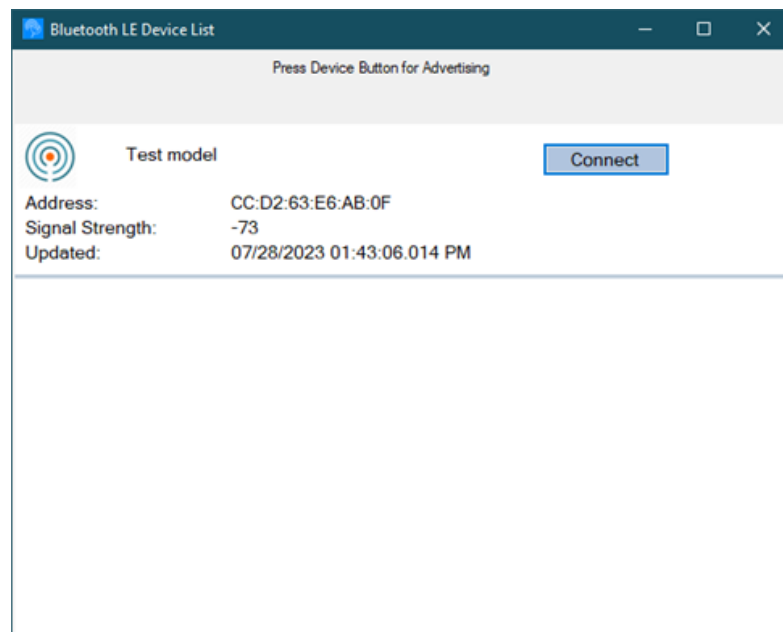 Bluetooth LE Device List
Press Device Button for Advertising
Test model
Connect
Address: CC:D2:63:E6:AB:0F
Signal Strength: -73
Updated: 07/28/2023 01:43:06.014 PM